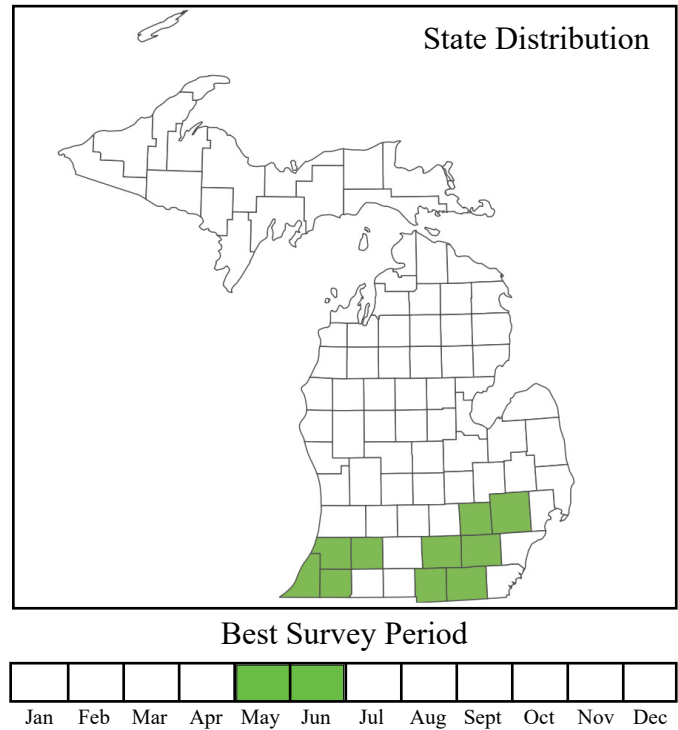 State Distribution
Best Survey Period
Jan Feb Mar Apr May Jun Jul Aug Sept Oct Nov Dec